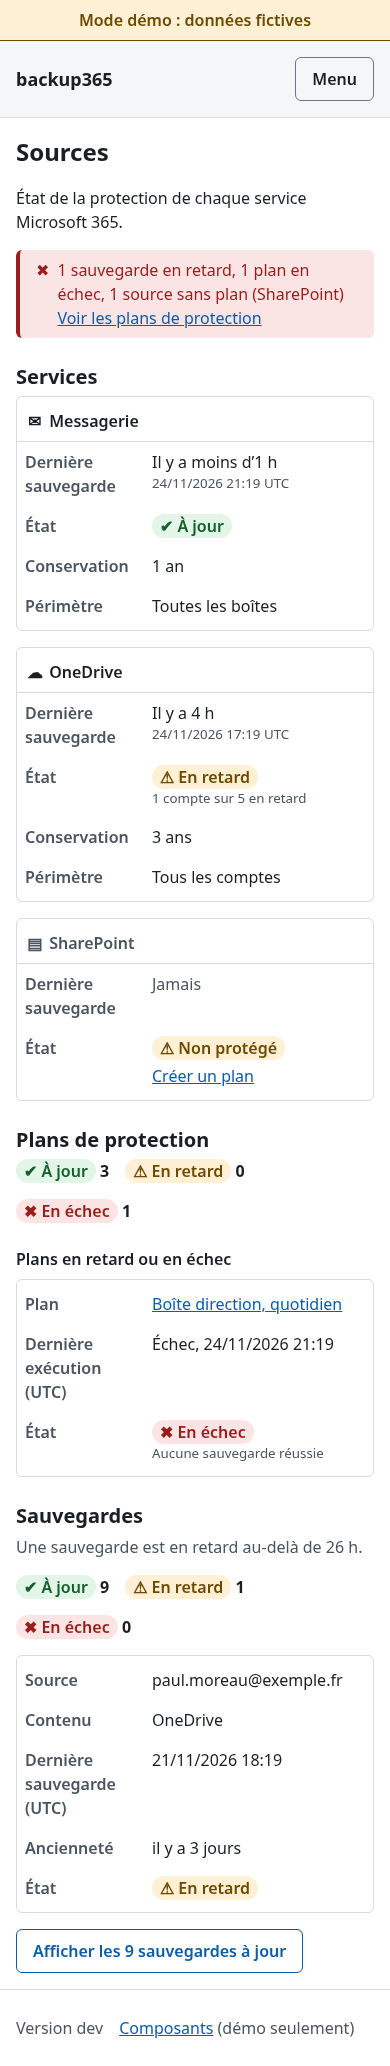 Mode démo : données fictives
backup365
Menu
Sources
État de la protection de chaque service
Microsoft 365.
✖ 1 sauvegarde en retard, 1 plan en
échec, 1 source sans plan (SharePoint)
Voir les plans de protection
Services
✉ Messagerie
Dernière
sauvegarde
Il y a moins d’1 h
24/11/2026 21:19 UTC
État
✔ À jour
Conservation
1 an
Périmètre
Toutes les boîtes
☁ OneDrive
Dernière
sauvegarde
Il y a 4 h
24/11/2026 17:19 UTC
État
⚠ En retard
1 compte sur 5 en retard
Conservation
3 ans
Périmètre
Tous les comptes
▤ SharePoint
Dernière
sauvegarde
Jamais
État
⚠ Non protégé
Créer un plan
Plans de protection
✔ À jour 3 ⚠ En retard 0
✖ En échec 1
Plans en retard ou en échec
Plan
Boîte direction, quotidien
Dernière
exécution
(UTC)
Échec, 24/11/2026 21:19
État
✖ En échec
Aucune sauvegarde réussie
Sauvegardes
Une sauvegarde est en retard au-delà de 26 h.
✔ À jour 9 ⚠ En retard 1
✖ En échec 0
Source
paul.moreau@exemple.fr
Contenu
OneDrive
Dernière
sauvegarde
(UTC)
21/11/2026 18:19
Ancienneté
il y a 3 jours
État
⚠ En retard
Afficher les 9 sauvegardes à jour
Version dev Composants (démo seulement)